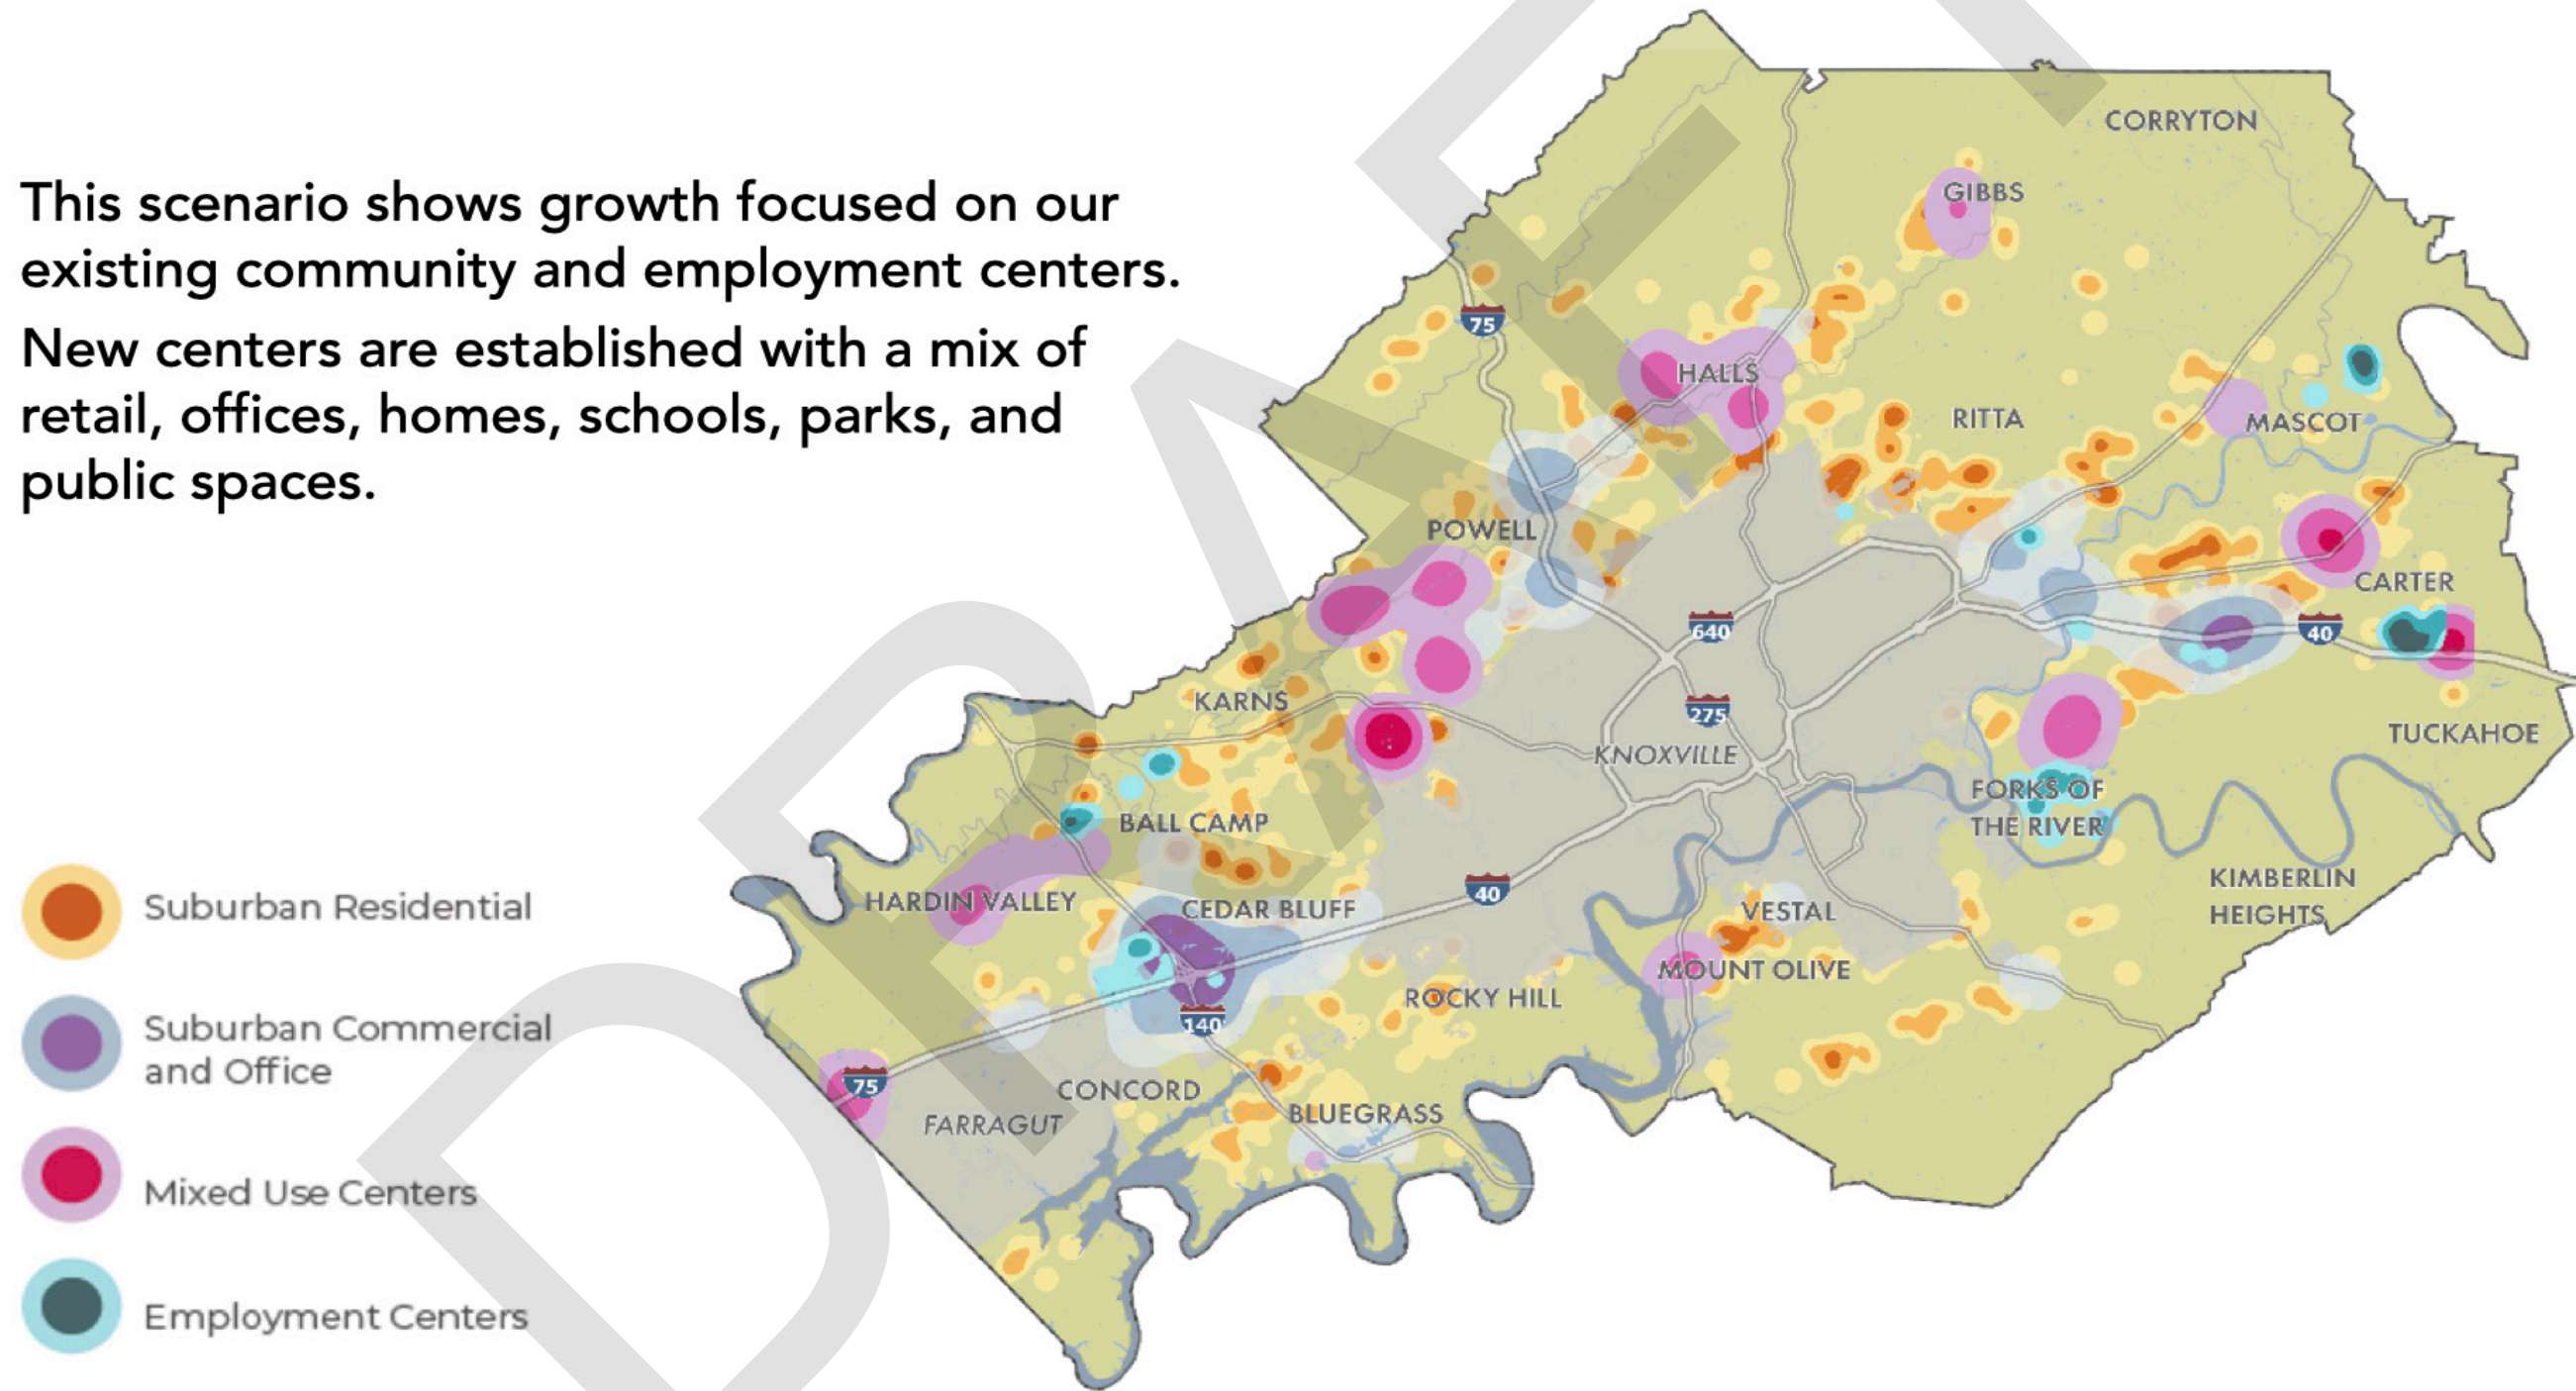 This scenario shows growth focused on our
existing community and employment centers.
New centers are established with a mix of
retail, offices, homes, schools, parks, and
public spaces.
Suburban Residential
Suburban Commercial
and Office
Mixed Use Centers
Employment Centers
CORRYTON
GIBBS
75
HALLS
RITTA
MASCOT
POWELL
CARTER
640
40
KARNS
275
KNOXVILLE
TUCKAHOE
FORKS OF
THE RIVER
BALL CAMP
KIMBERLIN
HEIGHTS
40
HARDIN VALLEY
CEDAR BLUFF
VESTAL
MOUNT OLIVE
ROCKY HILL
140
75
CONCORD
FARRAGUT
BLUEGRASS
DRAFT